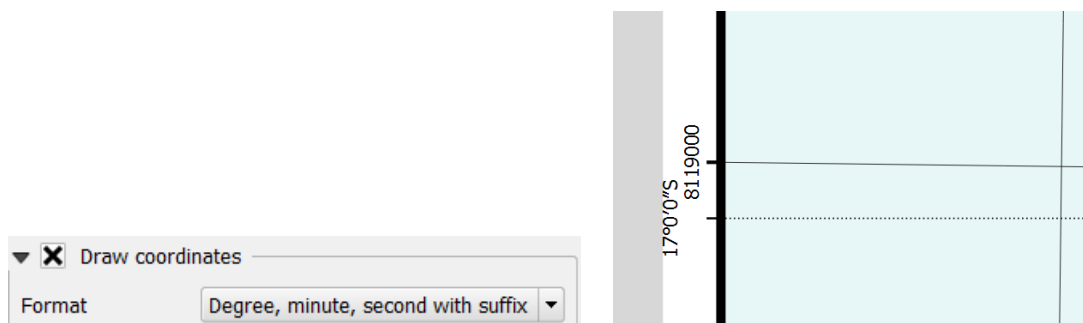 Draw coordinates
Format
Degree, minute, second with suffix
8119000
17°0′0″S